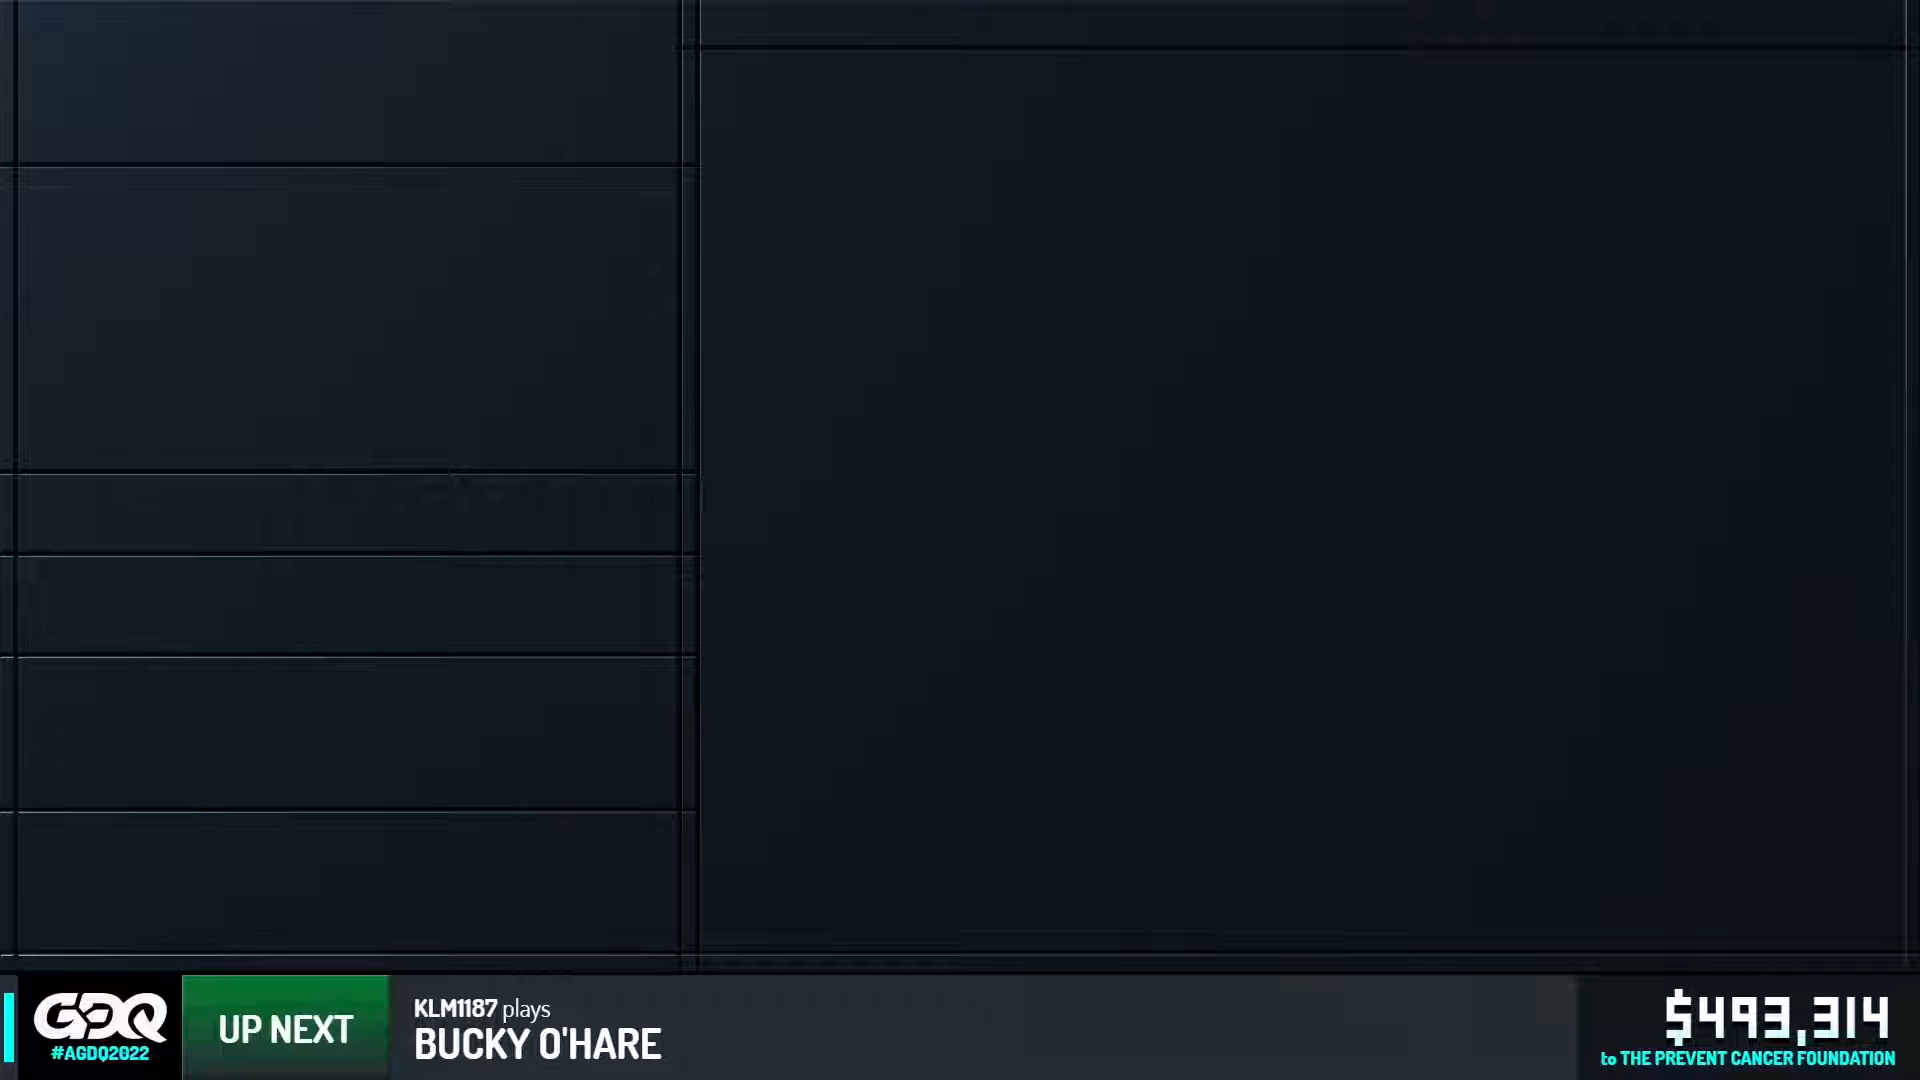 GDQ
#AGDQ2022
UP NEXT
KLM1187 plays
BUCKY O'HARE
$493,314
to THE PREVENT CANCER FOUNDATION